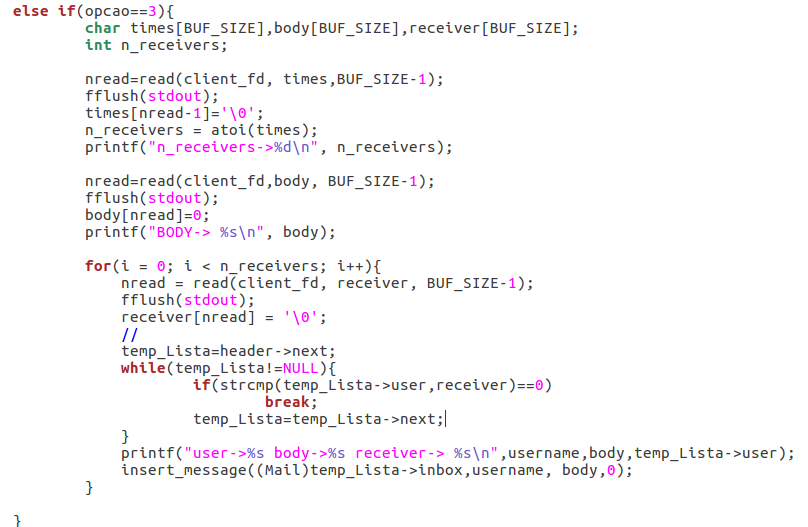 else if(opcao==3){
char times[BUF_SIZE],body[BUF_SIZE],receiver[BUF_SIZE];
int n_receivers;
nread=read(client_fd, times,BUF_SIZE-1);
fflush(stdout);
times[nread-1]='\0';
n_receivers = atoi(times);
printf("n_receivers->%d\n", n_receivers);
nread=read(client_fd,body, BUF_SIZE-1);
fflush(stdout);
body[nread]=0;
printf("BODY-> %s\n", body);
for(i = 0; i < n_receivers; i++){
nread = read(client_fd, receiver, BUF_SIZE-1);
fflush(stdout);
receiver[nread] = '\0';
//
temp_Lista=header->next;
while(temp_Lista!=NULL){
if(strcmp(temp_Lista->user,receiver)==0)
break;
temp_Lista=temp_Lista->next;
}
printf("user->%s body->%s receiver-> %s\n",username,body,temp_Lista->user);
insert_message((Mail)temp_Lista->inbox,username, body,0);
}
}